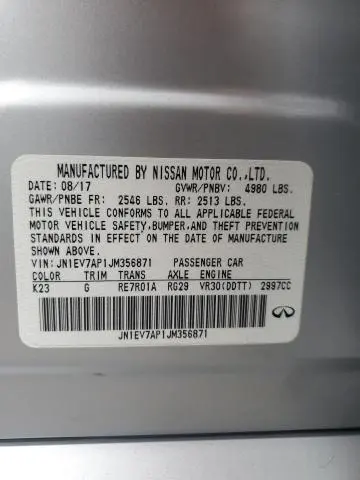 MANUFACTURED BY NISSAN MOTOR CO.,LTD.
DATE: 08/17 GVWR/PNBV: 4980 LBS.
GAWR/PNBE FR: 2546 LBS. RR: 2513 LBS.
THIS VEHICLE CONFORMS TO ALL APPLICABLE FEDERAL
MOTOR VEHICLE SAFETY,BUMPER,AND THEFT PREVENTION
STANDARDS IN EFFECT ON THE DATE OF MANUFACTURE
SHOWN ABOVE.
VIN: JN1EV7AP1JM356871 PASSENGER CAR
COLOR TRIM TRANS AXLE ENGINE
K23 G RE7R01A RG29 VR30(DDTT) 2997CC
JN1EV7AP1JM356871
INFINITI